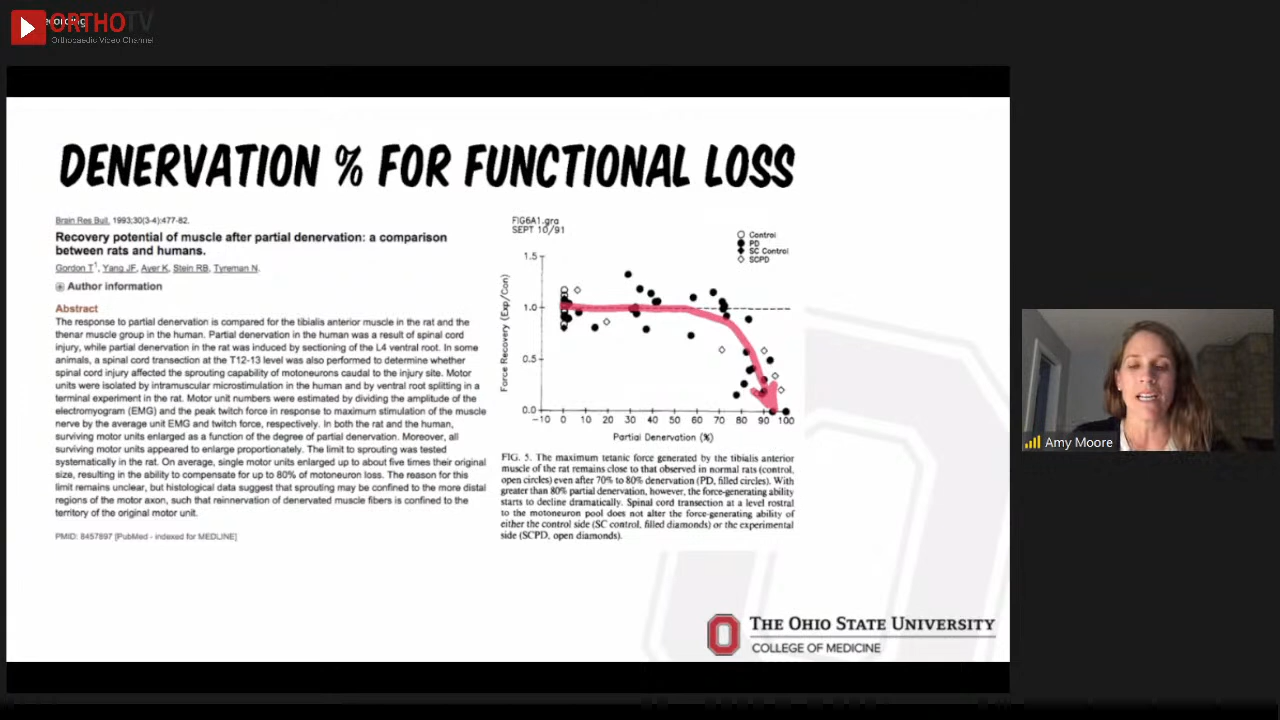 ecording
ORTHOTV
Orthopaedic Video Channel
DENERVATION % FOR FUNCTIONAL LOSS
Brain Res Bull. 1993;30(3-4):477-82.
Recovery potential of muscle after partial denervation: a comparison
between rats and humans.
Gordon T1, Yang JF, Ayer K, Stein RB, Tyreman N.
Author information
Abstract
The response to partial denervation is compared for the tibialis anterior muscle in the rat and the
thenar muscle group in the human. Partial denervation in the human was a result of spinal cord
injury, while partial denervation in the rat was induced by sectioning of the L4 ventral root. In some
animals, a spinal cord transection at the T12-13 level was also performed to determine whether
spinal cord injury affected the sprouting capability of motoneurons caudal to the injury site. Motor
units were isolated by intramuscular microstimulation in the human and by ventral root splitting in a
terminal experiment in the rat. Motor unit numbers were estimated by dividing the amplitude of the
electromyogram (EMG) and the peak twitch force in response to maximum stimulation of the muscle
nerve by the average unit EMG and twitch force, respectively. In both the rat and the human,
surviving motor units enlarged as a function of the degree of partial denervation. Moreover, all
surviving motor units appeared to enlarge proportionately. The limit to sprouting was tested
systematically in the rat. On average, single motor units enlarged up to about five times their original
size, resulting in the ability to compensate for up to 80% of motoneuron loss. The reason for this
limit remains unclear, but histological data suggest that sprouting may be confined to the more distal
regions of the motor axon, such that reinnervation of denervated muscle fibers is confined to the
territory of the original motor unit.
PMID: 8457897 [PubMed - indexed for MEDLINE]
FIG6A1.gra
SEPT 10/91
Control
PD
SC Control
SCPD
1.5
1.0
0.5
0.0
Force Recovery (Exp/Con)
-10 0 10 20 30 40 50 60 70 80 90 100
Partial Denervation (%)
FIG. 5. The maximum tetanic force generated by the tibialis anterior
muscle of the rat remains close to that observed in normal rats (control,
open circles) even after 70% to 80% denervation (PD, filled circles). With
greater than 80% partial denervation, however, the force-generating ability
starts to decline dramatically. Spinal cord transection at a level rostral
to the motoneuron pool does not alter the force-generating ability of
either the control side (SC control, filled diamonds) or the experimental
side (SCPD, open diamonds).
THE OHIO STATE UNIVERSITY
COLLEGE OF MEDICINE
Amy Moore